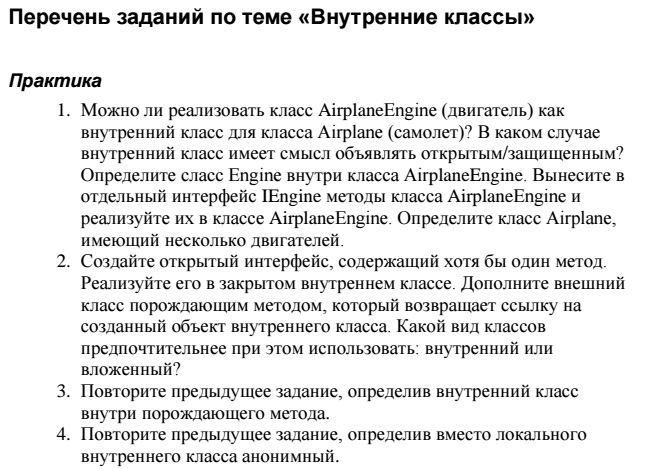 Перечень заданий по теме «Внутренние классы»
Практика
1. Можно ли реализовать класс AirplaneEngine (двигатель) как
внутренний класс для класса Airplane (самолет)? В каком случае
внутренний класс имеет смысл объявлять открытым/защищенным?
Определите сласс Engine внутри класса AirplaneEngine. Вынесите в
отдельный интерфейс IEngine методы класса AirplaneEngine и
реализуйте их в классе AirplaneEngine. Определите класс Airplane,
имеющий несколько двигателей.
2. Создайте открытый интерфейс, содержащий хотя бы один метод.
Реализуйте его в закрытом внутреннем классе. Дополните внешний
класс порождающим методом, который возвращает ссылку на
созданный объект внутреннего класса. Какой вид классов
предпочтительнее при этом использовать: внутренний или
вложенный?
3. Повторите предыдущее задание, определив внутренний класс
внутри порождающего метода.
4. Повторите предыдущее задание, определив вместо локального
внутреннего класса анонимный.